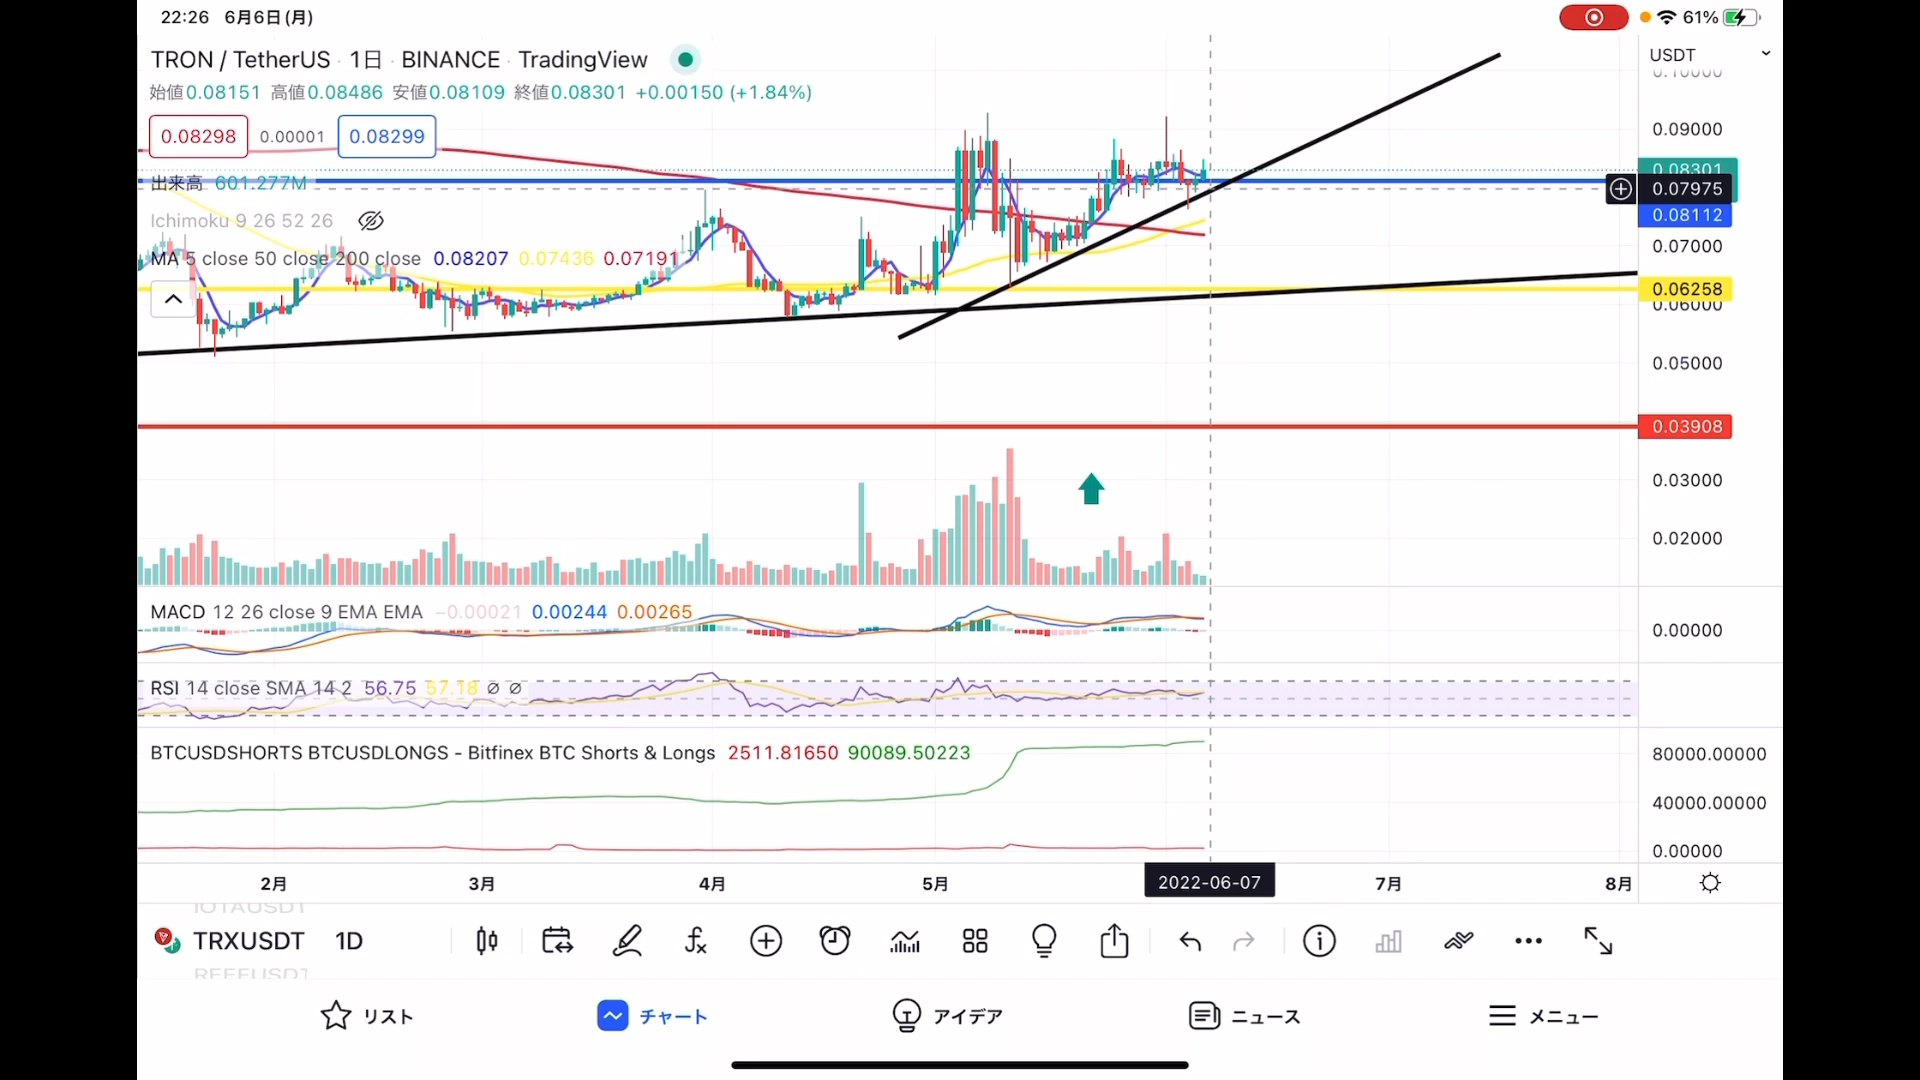 22:26 6月6日(月)
61%
TRON / TetherUS · 1日 · BINANCE · TradingView
USDT
始値0.08151 高値0.08486 安値0.08109 終値0.08301 +0.00150 (+1.84%)
0.10000
0.09000
0.08298 0.00001 0.08299
0.08301
出来高 601.277M
0.07975
0.08112
Ichimoku 9 26 52 26
0.07000
MA 5 close 50 close 200 close 0.08207 0.07436 0.07191
0.06258
0.06000
0.05000
0.03908
0.03000
0.02000
MACD 12 26 close 9 EMA EMA −0.00021 0.00244 0.00265
0.00000
RSI 14 close SMA 14 2 56.75 57.18 ∅ ∅
BTCUSDSHORTS BTCUSDLONGS - Bitfinex BTC Shorts & Longs 2511.81650 90089.50223
80000.00000
40000.00000
0.00000
2月 3月 4月 5月 2022-06-07 7月 8月
IOTAUSDT
TRXUSDT 1D
REEFUSDT
リスト チャート アイデア ニュース メニュー